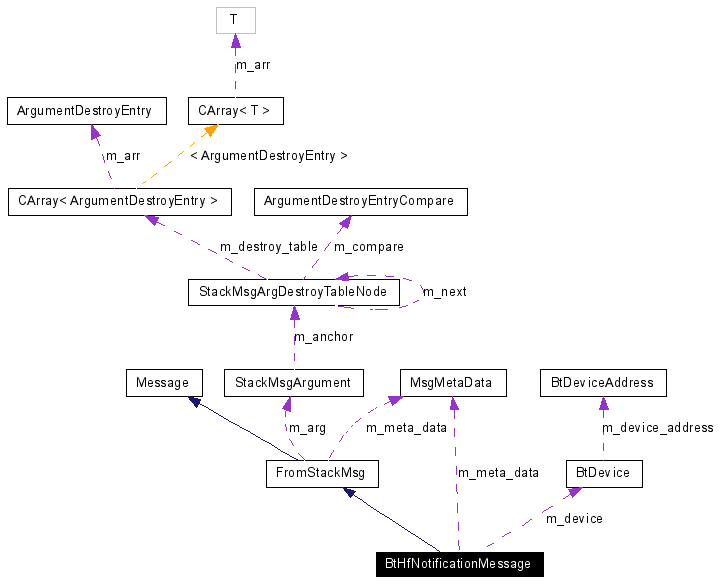 T
m_arr
ArgumentDestroyEntry
CArray< T >
m_arr
< ArgumentDestroyEntry >
CArray< ArgumentDestroyEntry >
ArgumentDestroyEntryCompare
m_destroy_table
m_compare
StackMsgArgDestroyTableNode
m_next
m_anchor
Message
StackMsgArgument
MsgMetaData
BtDeviceAddress
m_arg
m_meta_data
m_device_address
FromStackMsg
m_meta_data
BtDevice
m_device
BtHfNotificationMessage